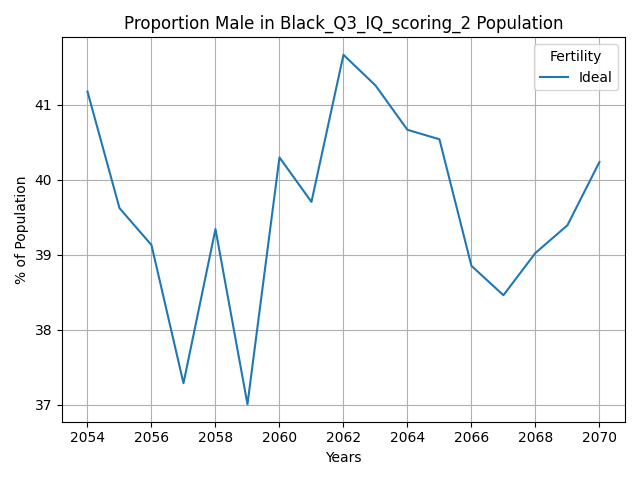 Proportion Male in Black_Q3_IQ_scoring_2 Population
Fertility
Ideal
% of Population
41
40
39
38
37
2054 2056 2058 2060 2062 2064 2066 2068 2070
Years